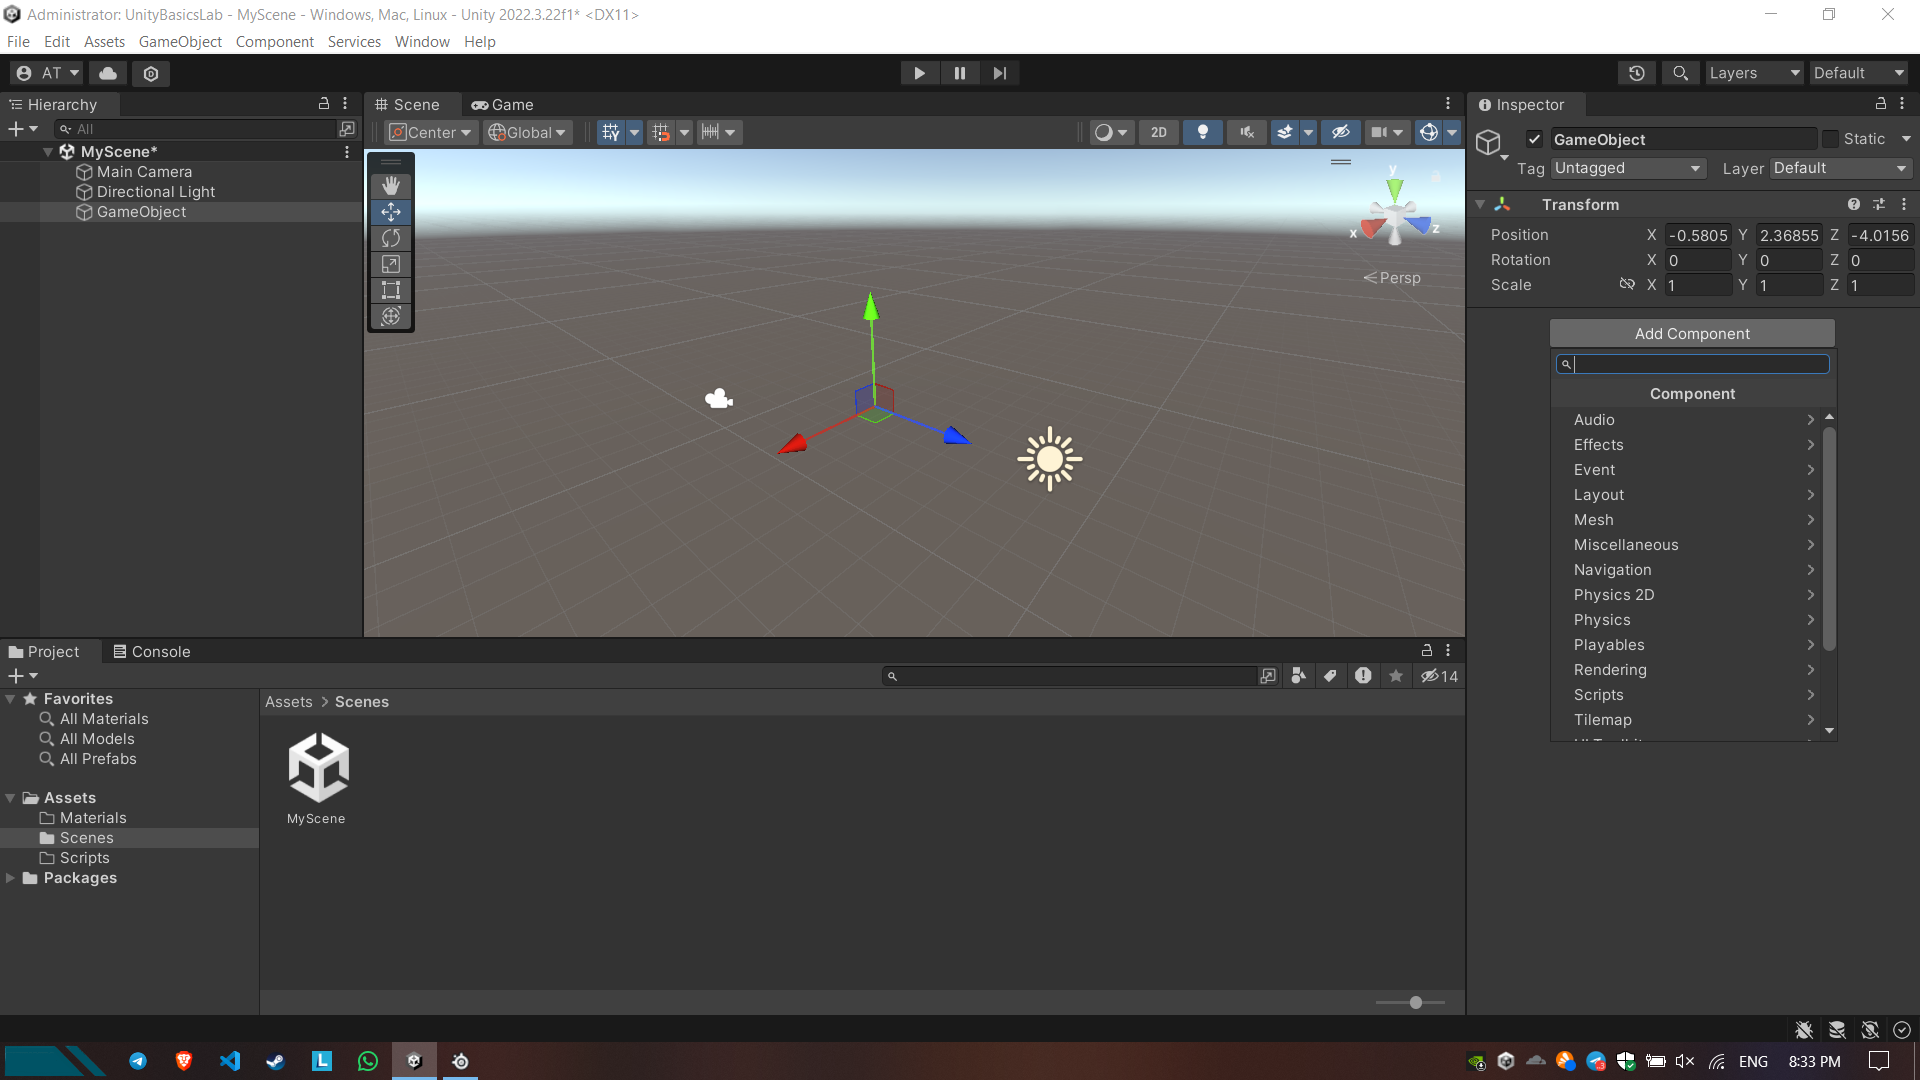 Administrator: UnityBasicsLab - MyScene - Windows, Mac, Linux - Unity 2022.3.22f1* <DX11>
File Edit Assets GameObject Component Services Window Help
AT
Layers Default
Hierarchy
All
MyScene*
Main Camera
Directional Light
GameObject
Scene Game
Center Global 2D
y
x
z
Persp
Inspector
GameObject Static
Tag Untagged Layer Default
Transform
Position X -0.5805 Y 2.36855 Z -4.0156
Rotation X 0 Y 0 Z 0
Scale X 1 Y 1 Z 1
Add Component
Component
Audio
Effects
Event
Layout
Mesh
Miscellaneous
Navigation
Physics 2D
Physics
Playables
Rendering
Scripts
Tilemap
Project Console
14
Favorites
All Materials
All Models
All Prefabs
Assets
Materials
Scenes
Scripts
Packages
Assets > Scenes
MyScene
ENG 8:33 PM